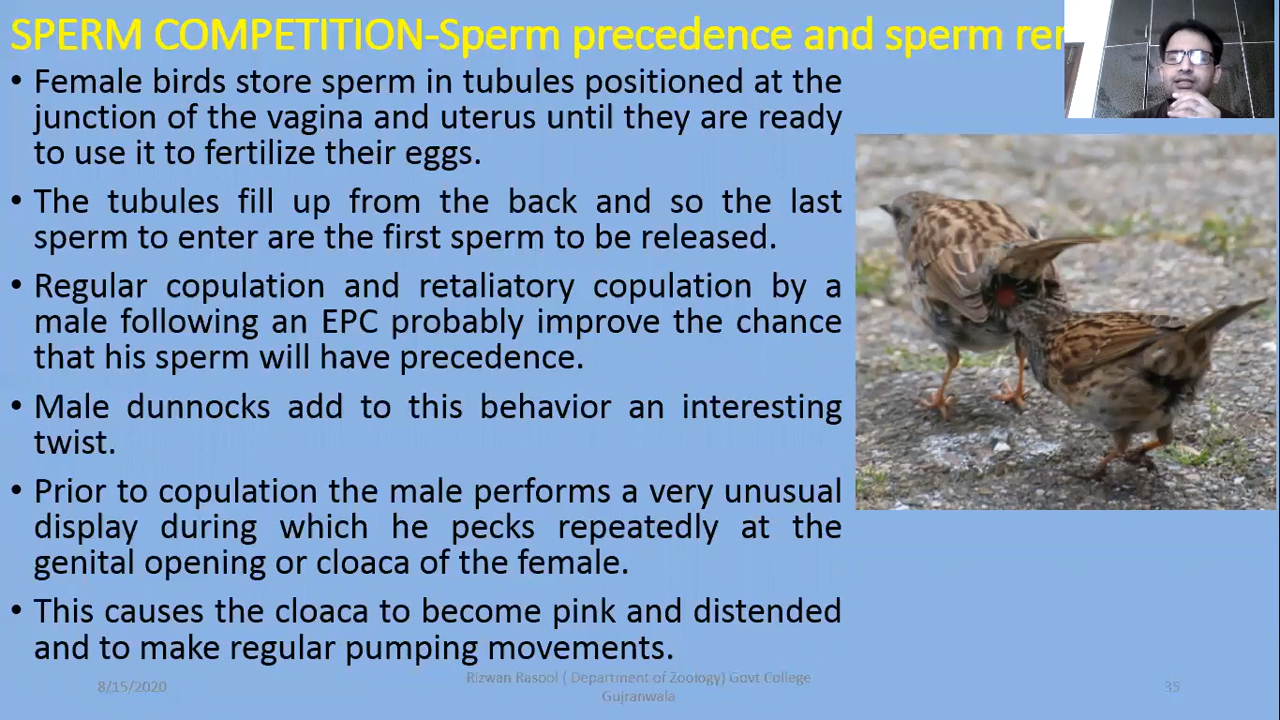 SPERM COMPETITION-Sperm precedence and sperm
• Female birds store sperm in tubules positioned at the
junction of the vagina and uterus until they are ready
to use it to fertilize their eggs.
• The tubules fill up from the back and so the last
sperm to enter are the first sperm to be released.
• Regular copulation and retaliatory copulation by a
male following an EPC probably improve the chance
that his sperm will have precedence.
• Male dunnocks add to this behavior an interesting
twist.
• Prior to copulation the male performs a very unusual
display during which he pecks repeatedly at the
genital opening or cloaca of the female.
• This causes the cloaca to become pink and distended
and to make regular pumping movements.
8/15/2020
Rizwan Rasool ( Department of Zoology) Govt College
Gujranwala
35